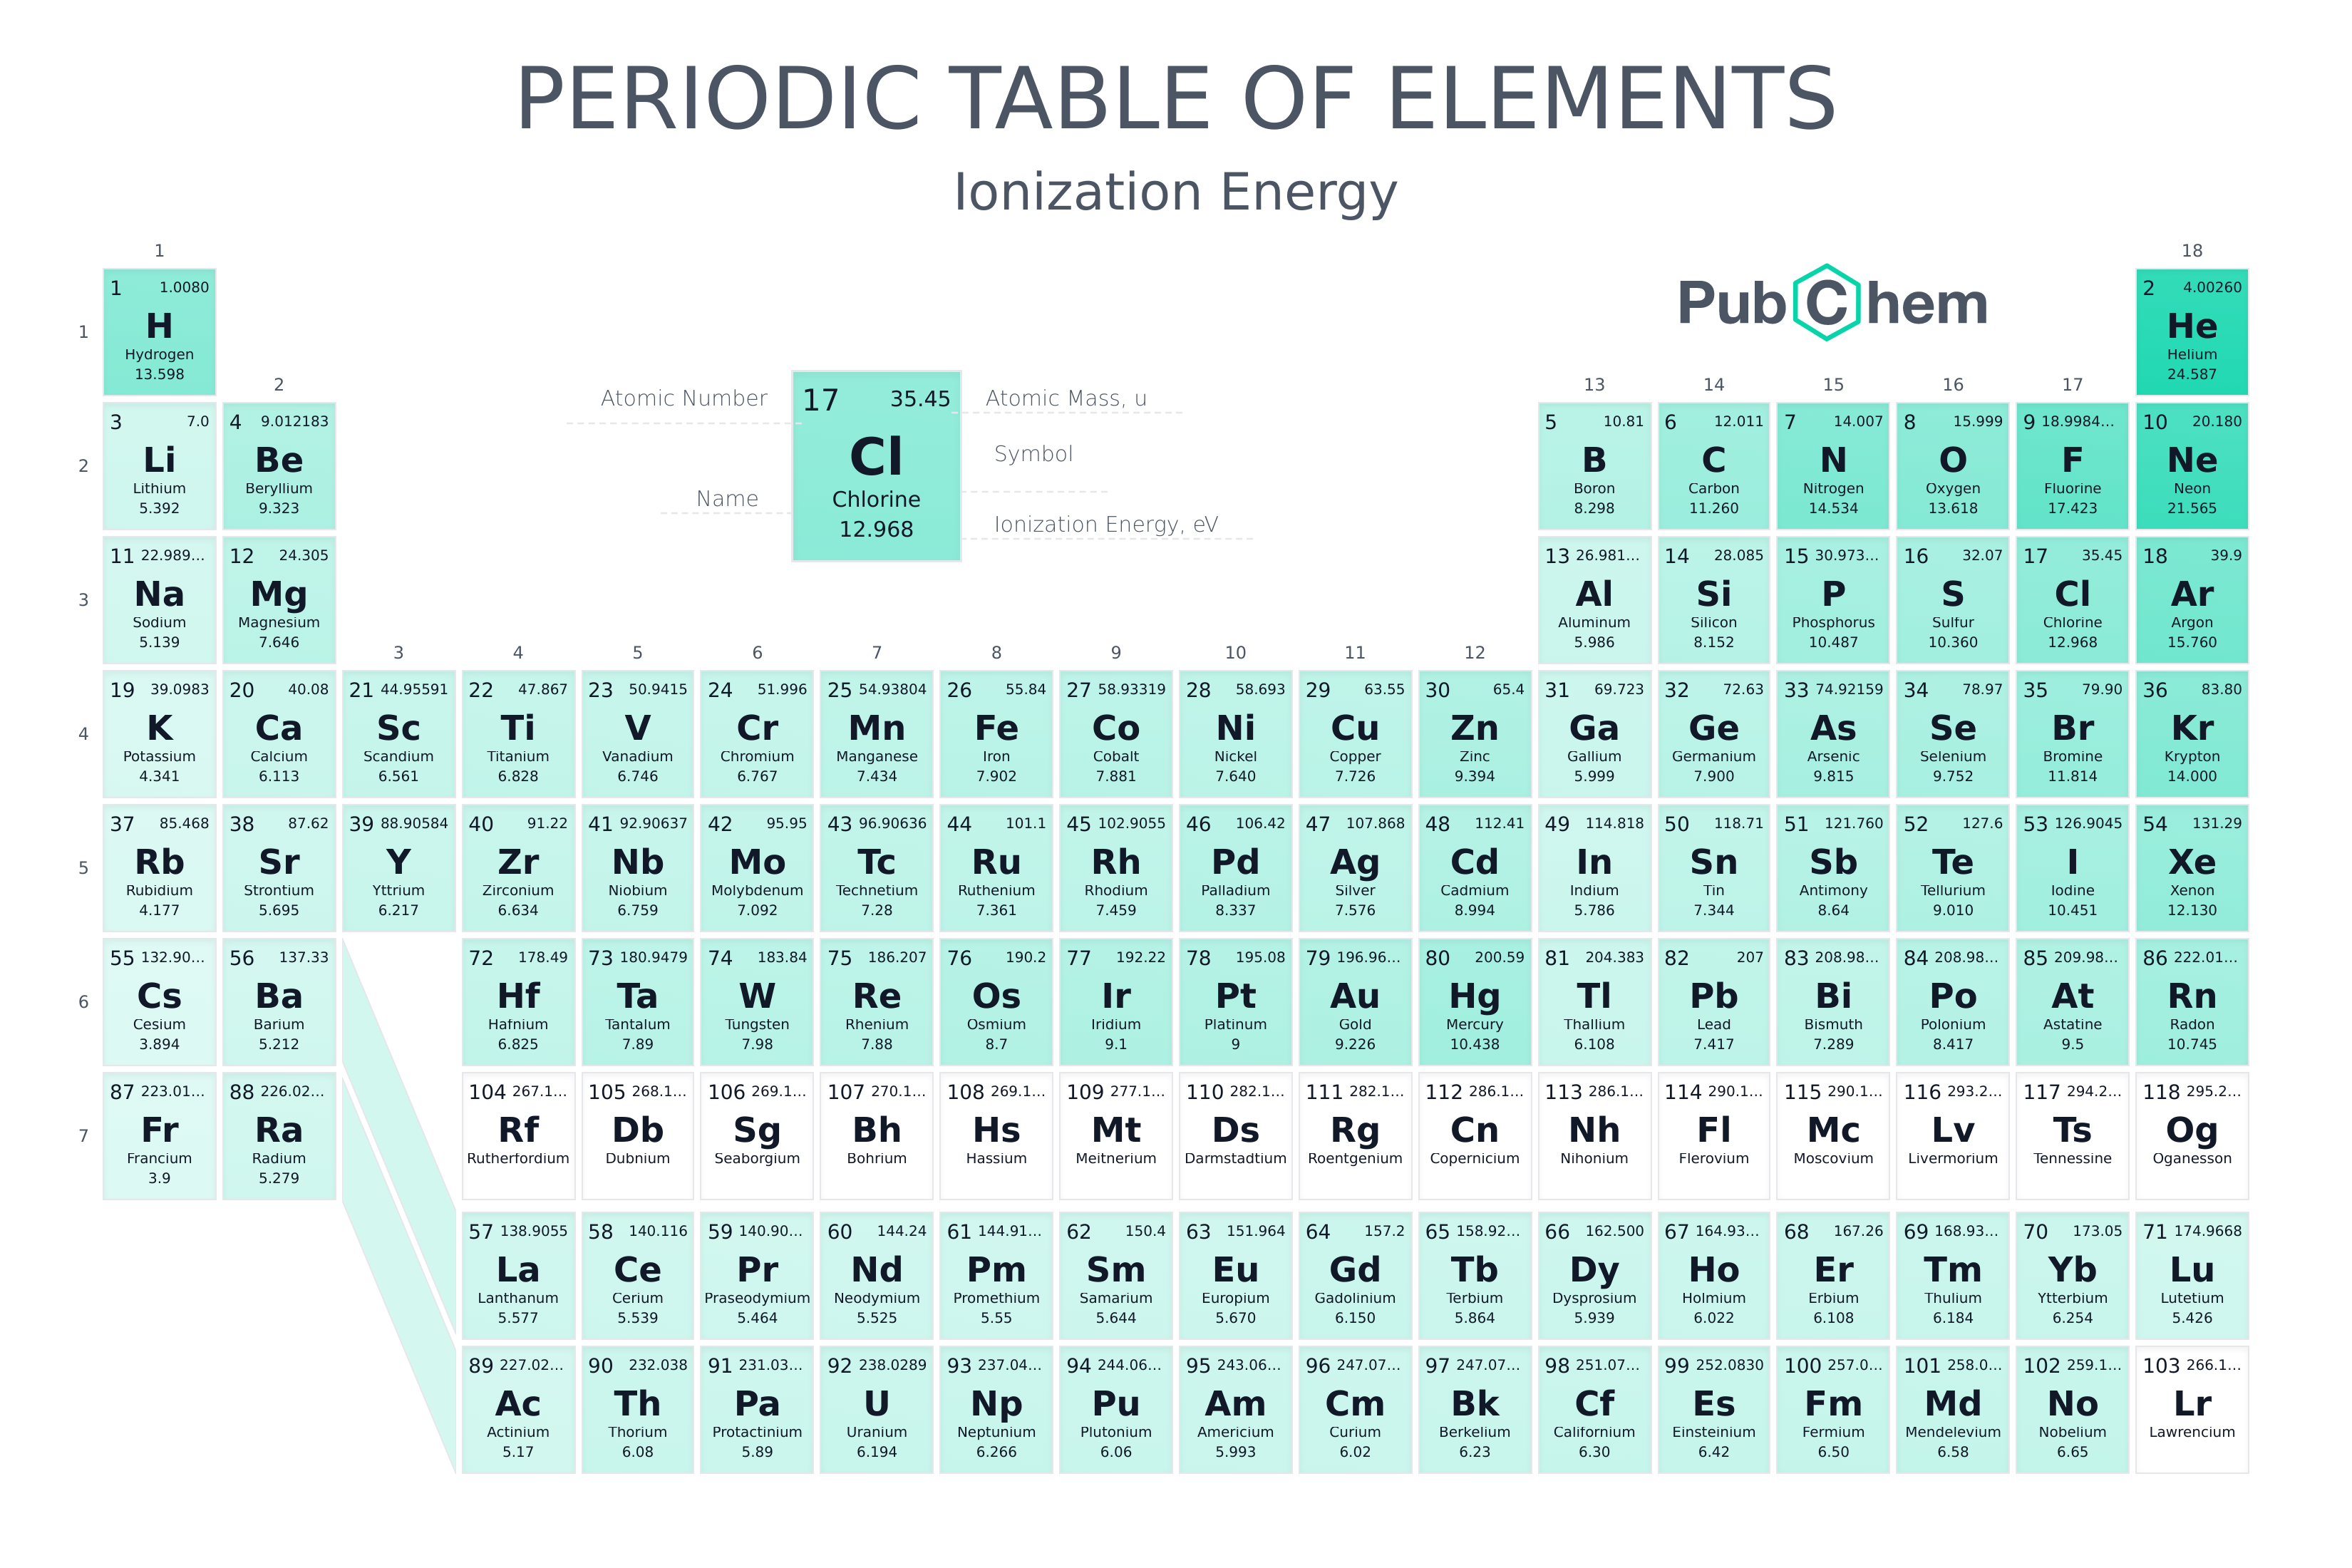 PERIODIC TABLE OF ELEMENTS
Ionization Energy
1 18
1
1 1.0080
H
Hydrogen
13.598
PubChem
2 4.00260
He
Helium
24.587
2 13 14 15 16 17
Atomic Number
Name
17 35.45
Cl
Chlorine
12.968
Atomic Mass, u
Symbol
Ionization Energy, eV
2
3 7.0
Li
Lithium
5.392
4 9.012183
Be
Beryllium
9.323
5 10.81
B
Boron
8.298
6 12.011
C
Carbon
11.260
7 14.007
N
Nitrogen
14.534
8 15.999
O
Oxygen
13.618
9 18.9984...
F
Fluorine
17.423
10 20.180
Ne
Neon
21.565
3
11 22.989...
Na
Sodium
5.139
12 24.305
Mg
Magnesium
7.646
13 26.981...
Al
Aluminum
5.986
14 28.085
Si
Silicon
8.152
15 30.973...
P
Phosphorus
10.487
16 32.07
S
Sulfur
10.360
17 35.45
Cl
Chlorine
12.968
18 39.9
Ar
Argon
15.760
3 4 5 6 7 8 9 10 11 12
4
19 39.0983
K
Potassium
4.341
20 40.08
Ca
Calcium
6.113
21 44.95591
Sc
Scandium
6.561
22 47.867
Ti
Titanium
6.828
23 50.9415
V
Vanadium
6.746
24 51.996
Cr
Chromium
6.767
25 54.93804
Mn
Manganese
7.434
26 55.84
Fe
Iron
7.902
27 58.93319
Co
Cobalt
7.881
28 58.693
Ni
Nickel
7.640
29 63.55
Cu
Copper
7.726
30 65.4
Zn
Zinc
9.394
31 69.723
Ga
Gallium
5.999
32 72.63
Ge
Germanium
7.900
33 74.92159
As
Arsenic
9.815
34 78.97
Se
Selenium
9.752
35 79.90
Br
Bromine
11.814
36 83.80
Kr
Krypton
14.000
5
37 85.468
Rb
Rubidium
4.177
38 87.62
Sr
Strontium
5.695
39 88.90584
Y
Yttrium
6.217
40 91.22
Zr
Zirconium
6.634
41 92.90637
Nb
Niobium
6.759
42 95.95
Mo
Molybdenum
7.092
43 96.90636
Tc
Technetium
7.28
44 101.1
Ru
Ruthenium
7.361
45 102.9055
Rh
Rhodium
7.459
46 106.42
Pd
Palladium
8.337
47 107.868
Ag
Silver
7.576
48 112.41
Cd
Cadmium
8.994
49 114.818
In
Indium
5.786
50 118.71
Sn
Tin
7.344
51 121.760
Sb
Antimony
8.64
52 127.6
Te
Tellurium
9.010
53 126.9045
I
Iodine
10.451
54 131.29
Xe
Xenon
12.130
6
55 132.90...
Cs
Cesium
3.894
56 137.33
Ba
Barium
5.212
72 178.49
Hf
Hafnium
6.825
73 180.9479
Ta
Tantalum
7.89
74 183.84
W
Tungsten
7.98
75 186.207
Re
Rhenium
7.88
76 190.2
Os
Osmium
8.7
77 192.22
Ir
Iridium
9.1
78 195.08
Pt
Platinum
9
79 196.96...
Au
Gold
9.226
80 200.59
Hg
Mercury
10.438
81 204.383
Tl
Thallium
6.108
82 207
Pb
Lead
7.417
83 208.98...
Bi
Bismuth
7.289
84 208.98...
Po
Polonium
8.417
85 209.98...
At
Astatine
9.5
86 222.01...
Rn
Radon
10.745
7
87 223.01...
Fr
Francium
3.9
88 226.02...
Ra
Radium
5.279
104 267.1...
Rf
Rutherfordium
105 268.1...
Db
Dubnium
106 269.1...
Sg
Seaborgium
107 270.1...
Bh
Bohrium
108 269.1...
Hs
Hassium
109 277.1...
Mt
Meitnerium
110 282.1...
Ds
Darmstadtium
111 282.1...
Rg
Roentgenium
112 286.1...
Cn
Copernicium
113 286.1...
Nh
Nihonium
114 290.1...
Fl
Flerovium
115 290.1...
Mc
Moscovium
116 293.2...
Lv
Livermorium
117 294.2...
Ts
Tennessine
118 295.2...
Og
Oganesson
57 138.9055
La
Lanthanum
5.577
58 140.116
Ce
Cerium
5.539
59 140.90...
Pr
Praseodymium
5.464
60 144.24
Nd
Neodymium
5.525
61 144.91...
Pm
Promethium
5.55
62 150.4
Sm
Samarium
5.644
63 151.964
Eu
Europium
5.670
64 157.2
Gd
Gadolinium
6.150
65 158.92...
Tb
Terbium
5.864
66 162.500
Dy
Dysprosium
5.939
67 164.93...
Ho
Holmium
6.022
68 167.26
Er
Erbium
6.108
69 168.93...
Tm
Thulium
6.184
70 173.05
Yb
Ytterbium
6.254
71 174.9668
Lu
Lutetium
5.426
89 227.02...
Ac
Actinium
5.17
90 232.038
Th
Thorium
6.08
91 231.03...
Pa
Protactinium
5.89
92 238.0289
U
Uranium
6.194
93 237.04...
Np
Neptunium
6.266
94 244.06...
Pu
Plutonium
6.06
95 243.06...
Am
Americium
5.993
96 247.07...
Cm
Curium
6.02
97 247.07...
Bk
Berkelium
6.23
98 251.07...
Cf
Californium
6.30
99 252.0830
Es
Einsteinium
6.42
100 257.0...
Fm
Fermium
6.50
101 258.0...
Md
Mendelevium
6.58
102 259.1...
No
Nobelium
6.65
103 266.1...
Lr
Lawrencium